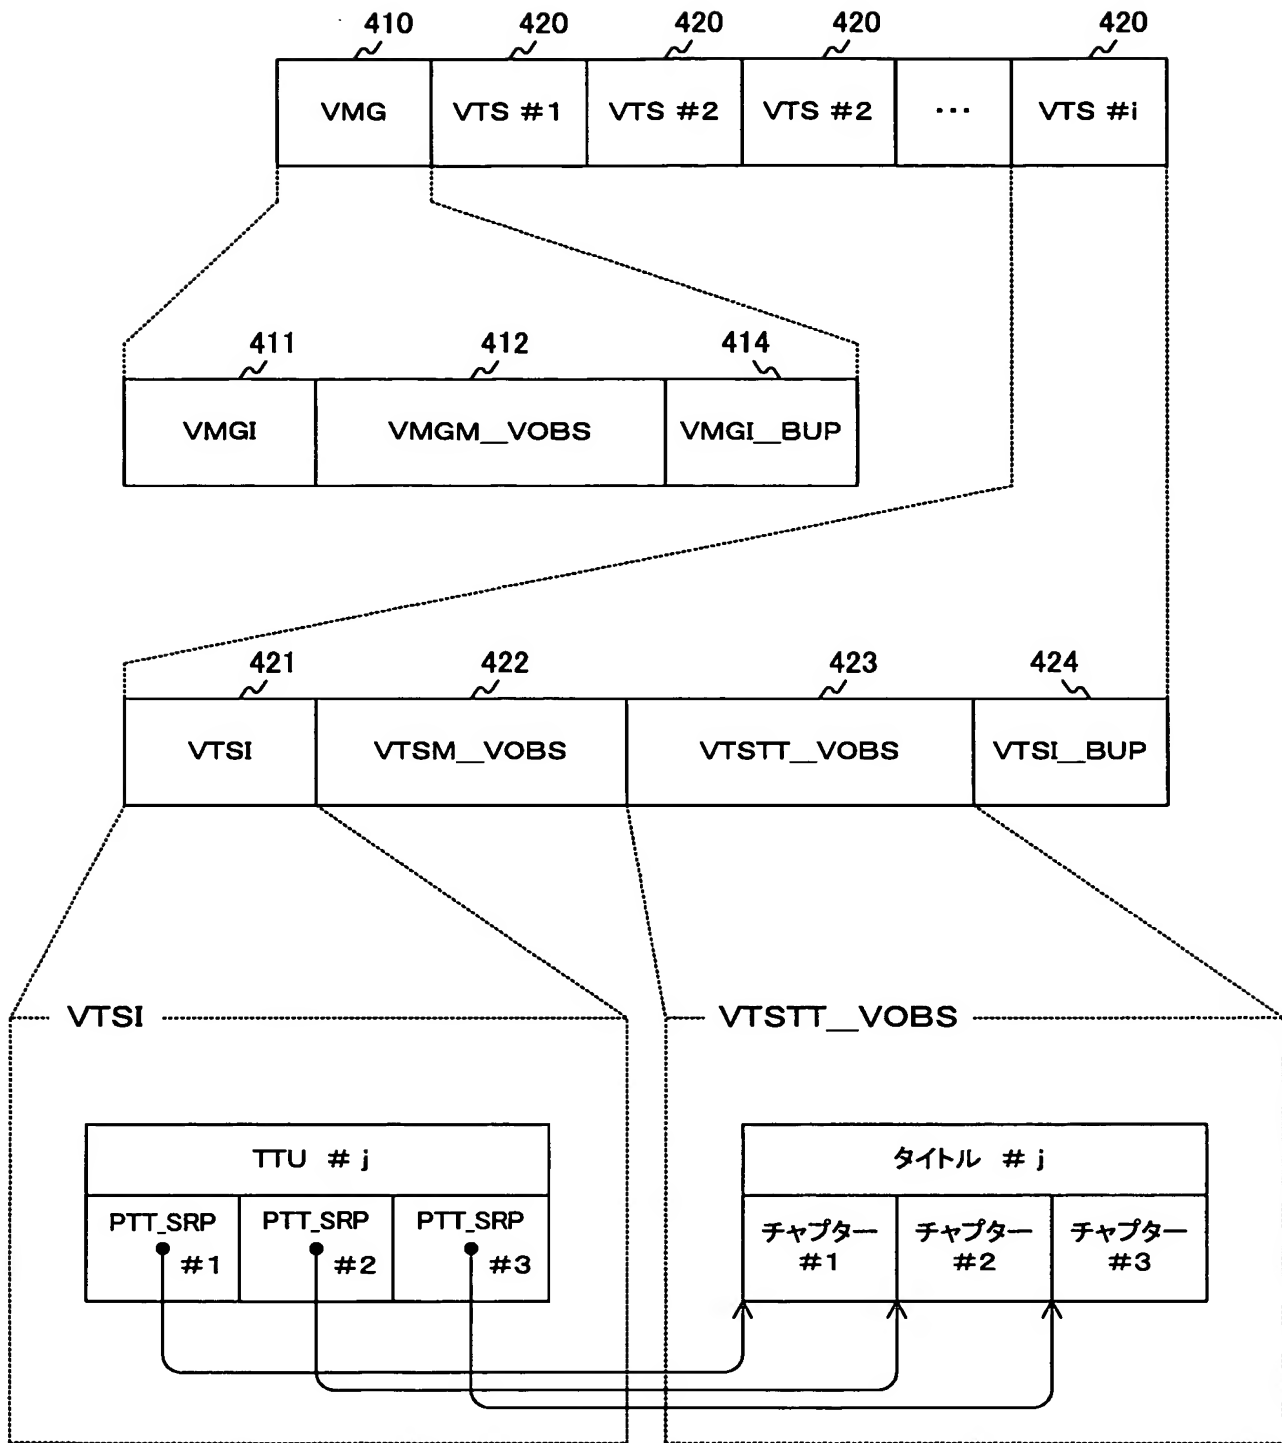 410 420 420 420 420
VMG VTS #1 VTS #2 VTS #2 ··· VTS #i
411 412 414
VMGI VMGM__VOBS VMGI__BUP
421 422 423 424
VTSI VTSM__VOBS VTSTT__VOBS VTSI__BUP
VTSI VTSTT__VOBS
TTU #j タイトル #j
PTT_SRP PTT_SRP PTT_SRP チャプター チャプター チャプター
#1 #2 #3 #1 #2 #3